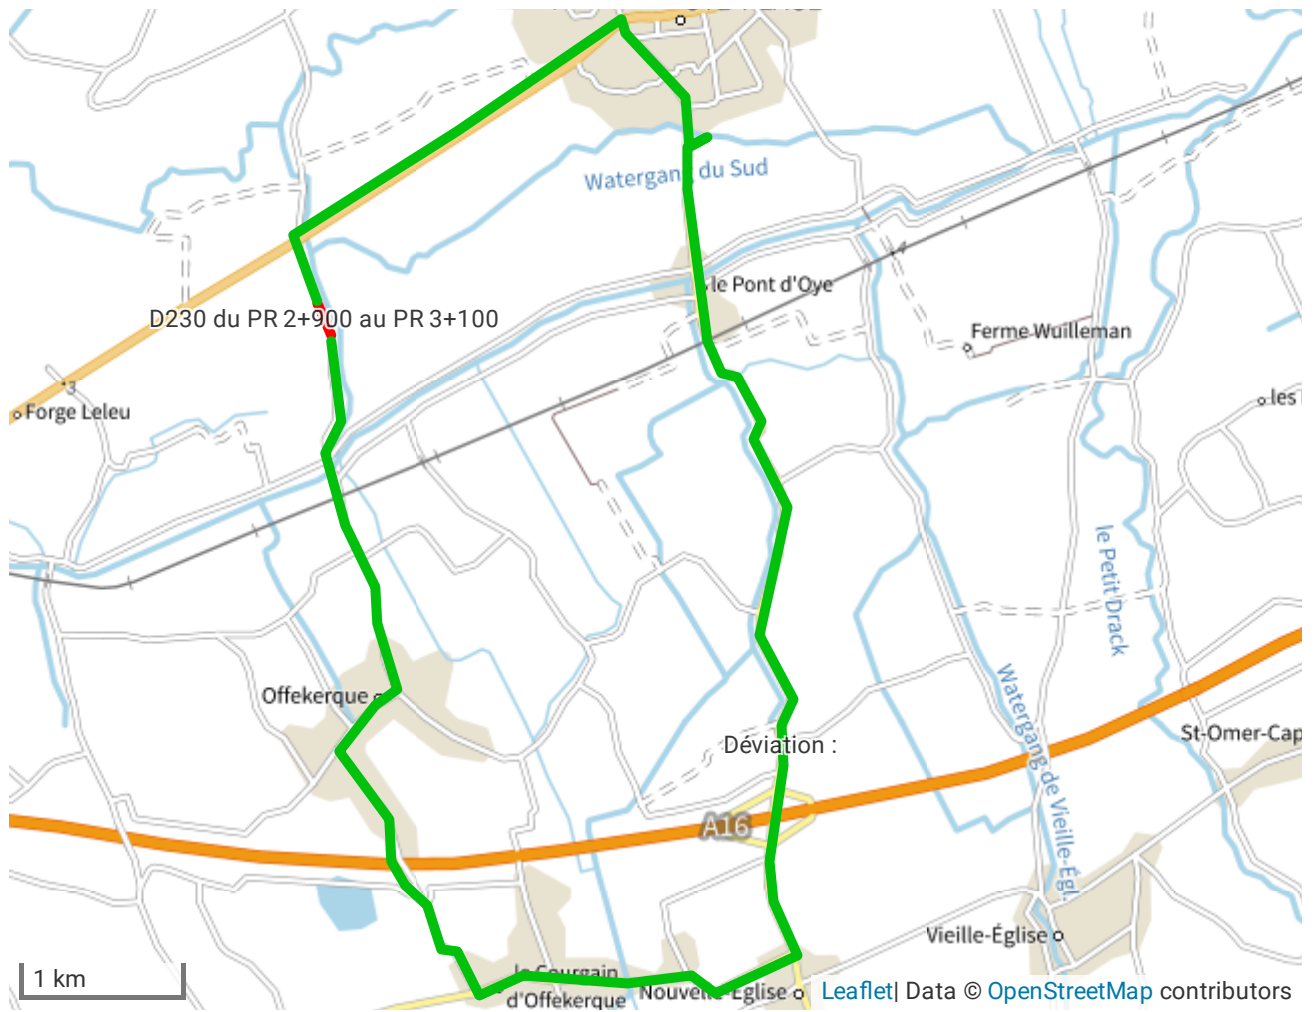 Watergang du Sud
le Pont d'Oye
D230 du PR 2+900 au PR 3+100
Ferme Wuilleman
3
Forge Leleu
les
le Petit Drack
Offekerque
Watergang de Vieille-Égl.
St-Omer-Cap
Déviation :
A16
Vieille-Église
1 km
le Courgain
d'Offekerque
Nouvelle-Église
Leaflet| Data © OpenStreetMap contributors